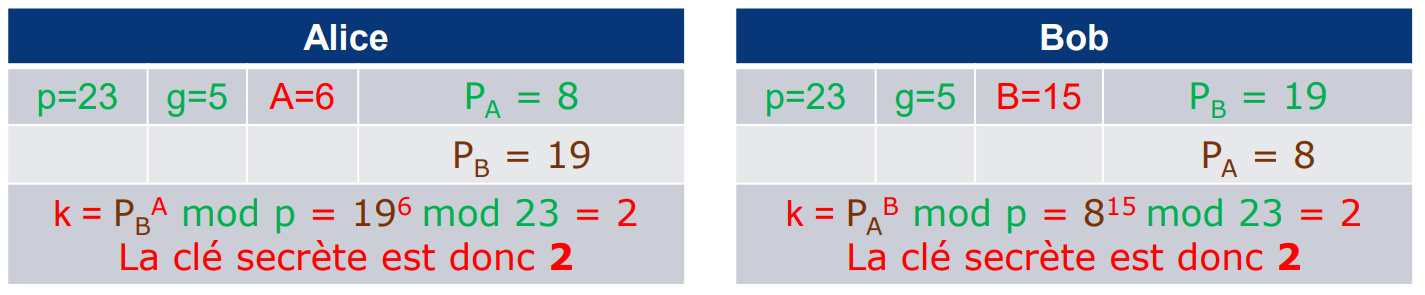 Alice
p=23 g=5 A=6 P_A = 8
P_B = 19
k = P_B^A mod p = 19^6 mod 23 = 2
La clé secrète est donc 2
Bob
p=23 g=5 B=15 P_B = 19
P_A = 8
k = P_A^B mod p = 8^15 mod 23 = 2
La clé secrète est donc 2